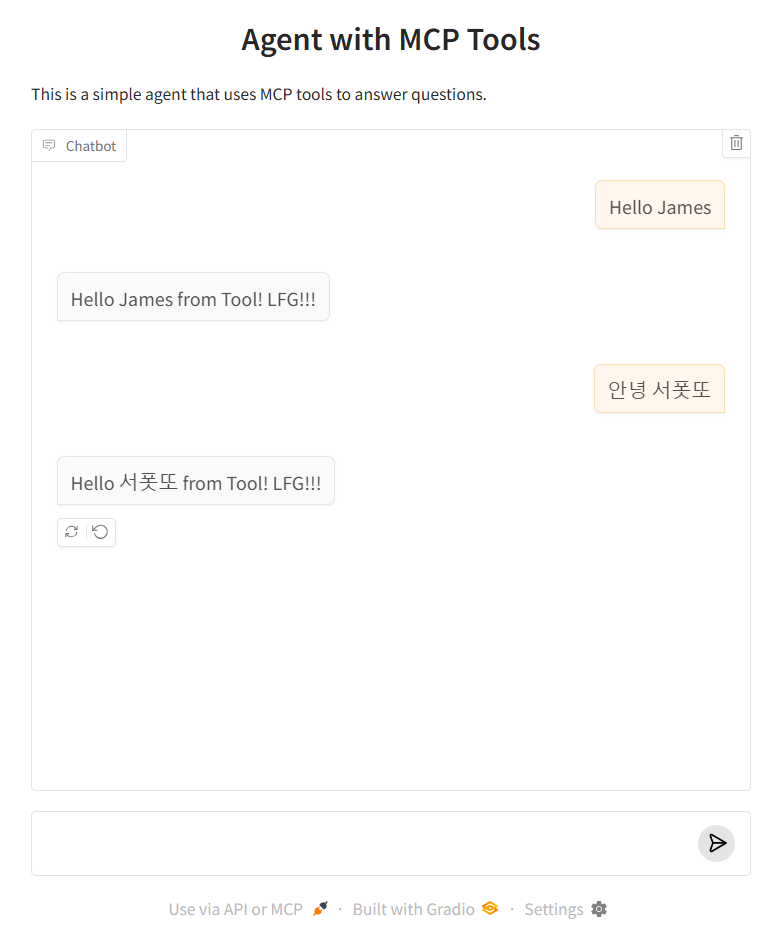 Agent with MCP Tools
This is a simple agent that uses MCP tools to answer questions.
Chatbot
Hello James
Hello James from Tool! LFG!!!
안녕 서폿또
Hello 서폿또 from Tool! LFG!!!
Use via API or MCP · Built with Gradio · Settings